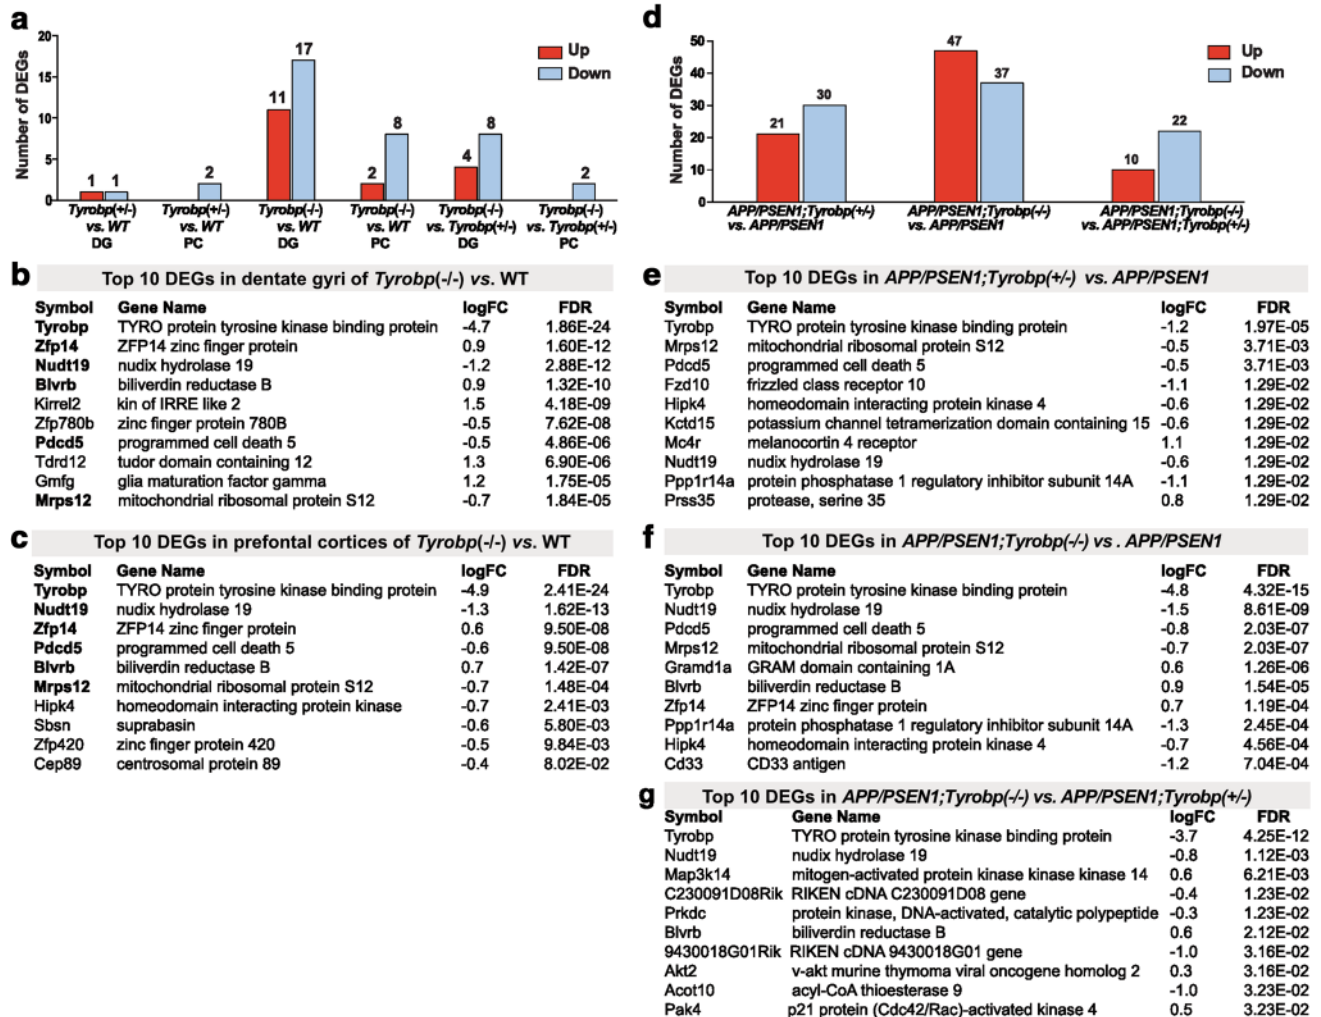 a
Number of DEGs
20
15
10
5
0
Up
Down
1 1 2 11 17 2 8 4 8 2
Tyrobp(+/-) vs. WT DG
Tyrobp(+/-) vs. WT PC
Tyrobp(-/-) vs. WT DG
Tyrobp(-/-) vs. WT PC
Tyrobp(-/-) vs. Tyrobp(+/-) DG
Tyrobp(-/-) vs. Tyrobp(+/-) PC
b Top 10 DEGs in dentate gyri of Tyrobp(-/-) vs. WT
Symbol Gene Name logFC FDR
Tyrobp TYRO protein tyrosine kinase binding protein -4.7 1.86E-24
Zfp14 ZFP14 zinc finger protein 0.9 1.60E-12
Nudt19 nudix hydrolase 19 -1.2 2.88E-12
Blvrb biliverdin reductase B 0.9 1.32E-10
Kirrel2 kin of IRRE like 2 1.5 4.18E-09
Zfp780b zinc finger protein 780B -0.5 7.62E-08
Pdcd5 programmed cell death 5 -0.5 4.86E-06
Tdrd12 tudor domain containing 12 1.3 6.90E-06
Gmfg glia maturation factor gamma 1.2 1.75E-05
Mrps12 mitochondrial ribosomal protein S12 -0.7 1.84E-05
c Top 10 DEGs in prefontal cortices of Tyrobp(-/-) vs. WT
Symbol Gene Name logFC FDR
Tyrobp TYRO protein tyrosine kinase binding protein -4.9 2.41E-24
Nudt19 nudix hydrolase 19 -1.3 1.62E-13
Zfp14 ZFP14 zinc finger protein 0.6 9.50E-08
Pdcd5 programmed cell death 5 -0.6 9.50E-08
Blvrb biliverdin reductase B 0.7 1.42E-07
Mrps12 mitochondrial ribosomal protein S12 -0.7 1.48E-04
Hipk4 homeodomain interacting protein kinase -0.7 2.41E-03
Sbsn suprabasin -0.6 5.80E-03
Zfp420 zinc finger protein 420 -0.5 9.84E-03
Cep89 centrosomal protein 89 -0.4 8.02E-02
d
Number of DEGs
50
40
30
20
10
0
Up
Down
21 30 47 37 10 22
APP/PSEN1;Tyrobp(+/-) vs. APP/PSEN1
APP/PSEN1;Tyrobp(-/-) vs. APP/PSEN1
APP/PSEN1;Tyrobp(-/-) vs. APP/PSEN1;Tyrobp(+/-)
e Top 10 DEGs in APP/PSEN1;Tyrobp(+/-) vs. APP/PSEN1
Symbol Gene Name logFC FDR
Tyrobp TYRO protein tyrosine kinase binding protein -1.2 1.97E-05
Mrps12 mitochondrial ribosomal protein S12 -0.5 3.71E-03
Pdcd5 programmed cell death 5 -0.5 3.71E-03
Fzd10 frizzled class receptor 10 -1.1 1.29E-02
Hipk4 homeodomain interacting protein kinase 4 -0.6 1.29E-02
Kctd15 potassium channel tetramerization domain containing 15 -0.6 1.29E-02
Mc4r melanocortin 4 receptor 1.1 1.29E-02
Nudt19 nudix hydrolase 19 -0.6 1.29E-02
Ppp1r14a protein phosphatase 1 regulatory inhibitor subunit 14A -1.1 1.29E-02
Prss35 protease, serine 35 0.8 1.29E-02
f Top 10 DEGs in APP/PSEN1;Tyrobp(-/-) vs . APP/PSEN1
Symbol Gene Name logFC FDR
Tyrobp TYRO protein tyrosine kinase binding protein -4.8 4.32E-15
Nudt19 nudix hydrolase 19 -1.5 8.61E-09
Pdcd5 programmed cell death 5 -0.8 2.03E-07
Mrps12 mitochondrial ribosomal protein S12 -0.7 2.03E-07
Gramd1a GRAM domain containing 1A 0.6 1.26E-06
Blvrb biliverdin reductase B 0.9 1.54E-05
Zfp14 ZFP14 zinc finger protein 0.7 1.19E-04
Ppp1r14a protein phosphatase 1 regulatory inhibitor subunit 14A -1.3 2.45E-04
Hipk4 homeodomain interacting protein kinase 4 -0.7 4.56E-04
Cd33 CD33 antigen -1.2 7.04E-04
g Top 10 DEGs in APP/PSEN1;Tyrobp(-/-) vs. APP/PSEN1;Tyrobp(+/-)
Symbol Gene Name logFC FDR
Tyrobp TYRO protein tyrosine kinase binding protein -3.7 4.25E-12
Nudt19 nudix hydrolase 19 -0.8 1.12E-03
Map3k14 mitogen-activated protein kinase kinase kinase 14 0.6 6.21E-03
C230091D08Rik RIKEN cDNA C230091D08 gene -0.4 1.23E-02
Prkdc protein kinase, DNA-activated, catalytic polypeptide -0.3 1.23E-02
Blvrb biliverdin reductase B 0.6 2.12E-02
9430018G01Rik RIKEN cDNA 9430018G01 gene -1.0 3.16E-02
Akt2 v-akt murine thymoma viral oncogene homolog 2 0.3 3.16E-02
Acot10 acyl-CoA thioesterase 9 -1.0 3.23E-02
Pak4 p21 protein (Cdc42/Rac)-activated kinase 4 0.5 3.23E-02